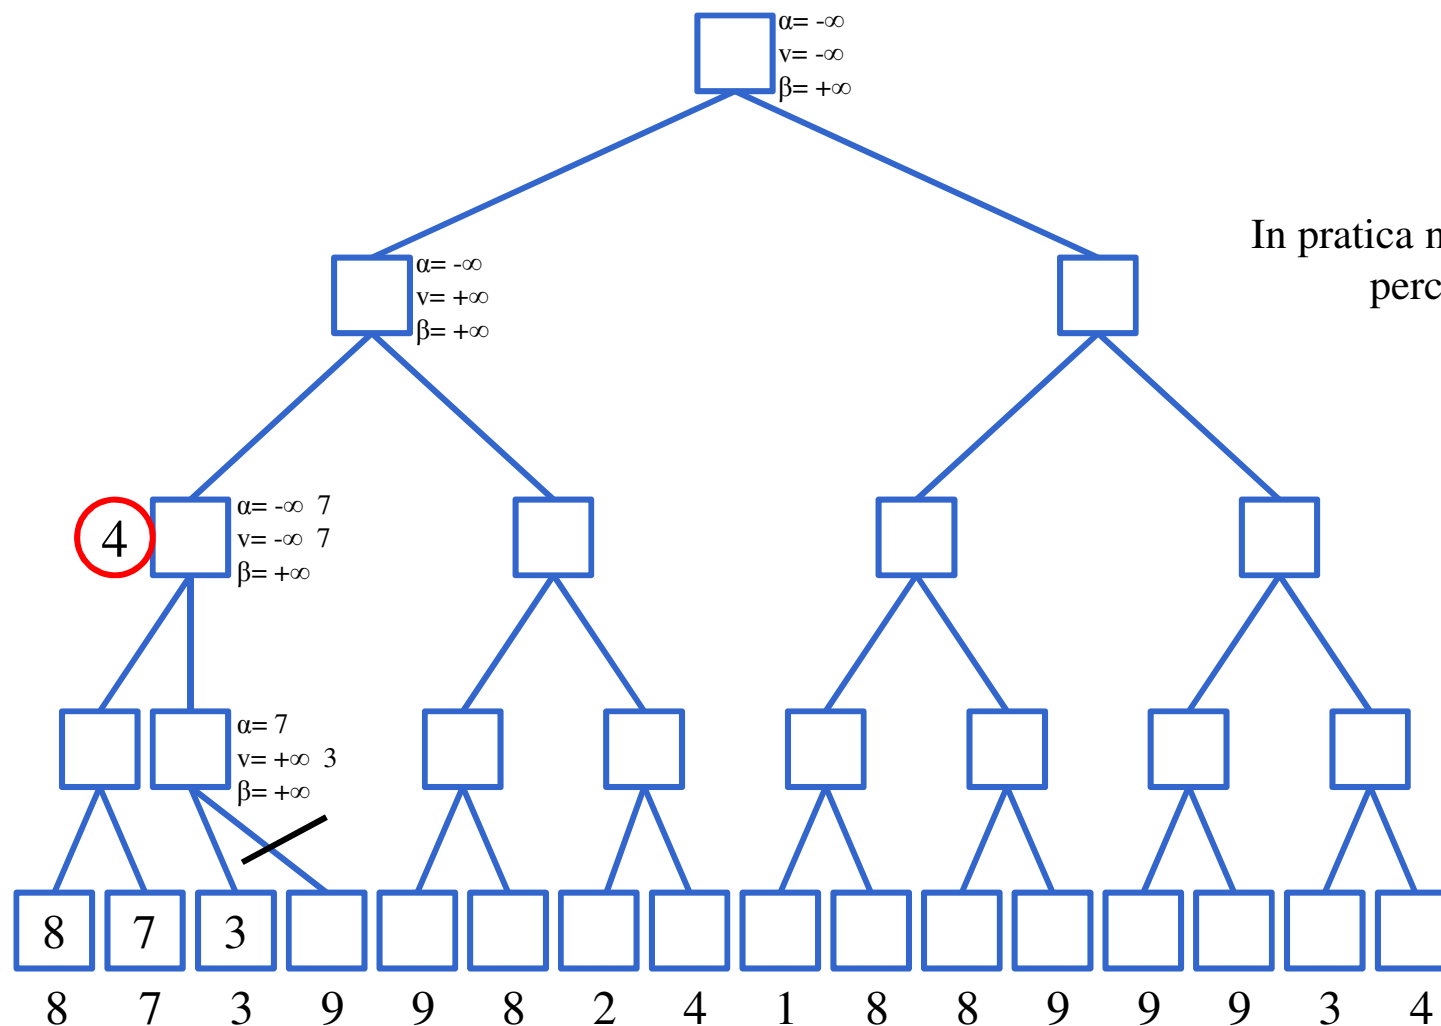 α= -∞
v= -∞
β= +∞
In pratica
α= -∞
v= +∞
β= +∞
4
α= -∞ 7
v= -∞ 7
β= +∞
α= 7
v= +∞ 3
β= +∞
8 7 3
8 7 3 9 9 8 2 4 1 8 8 9 9 9 3 4